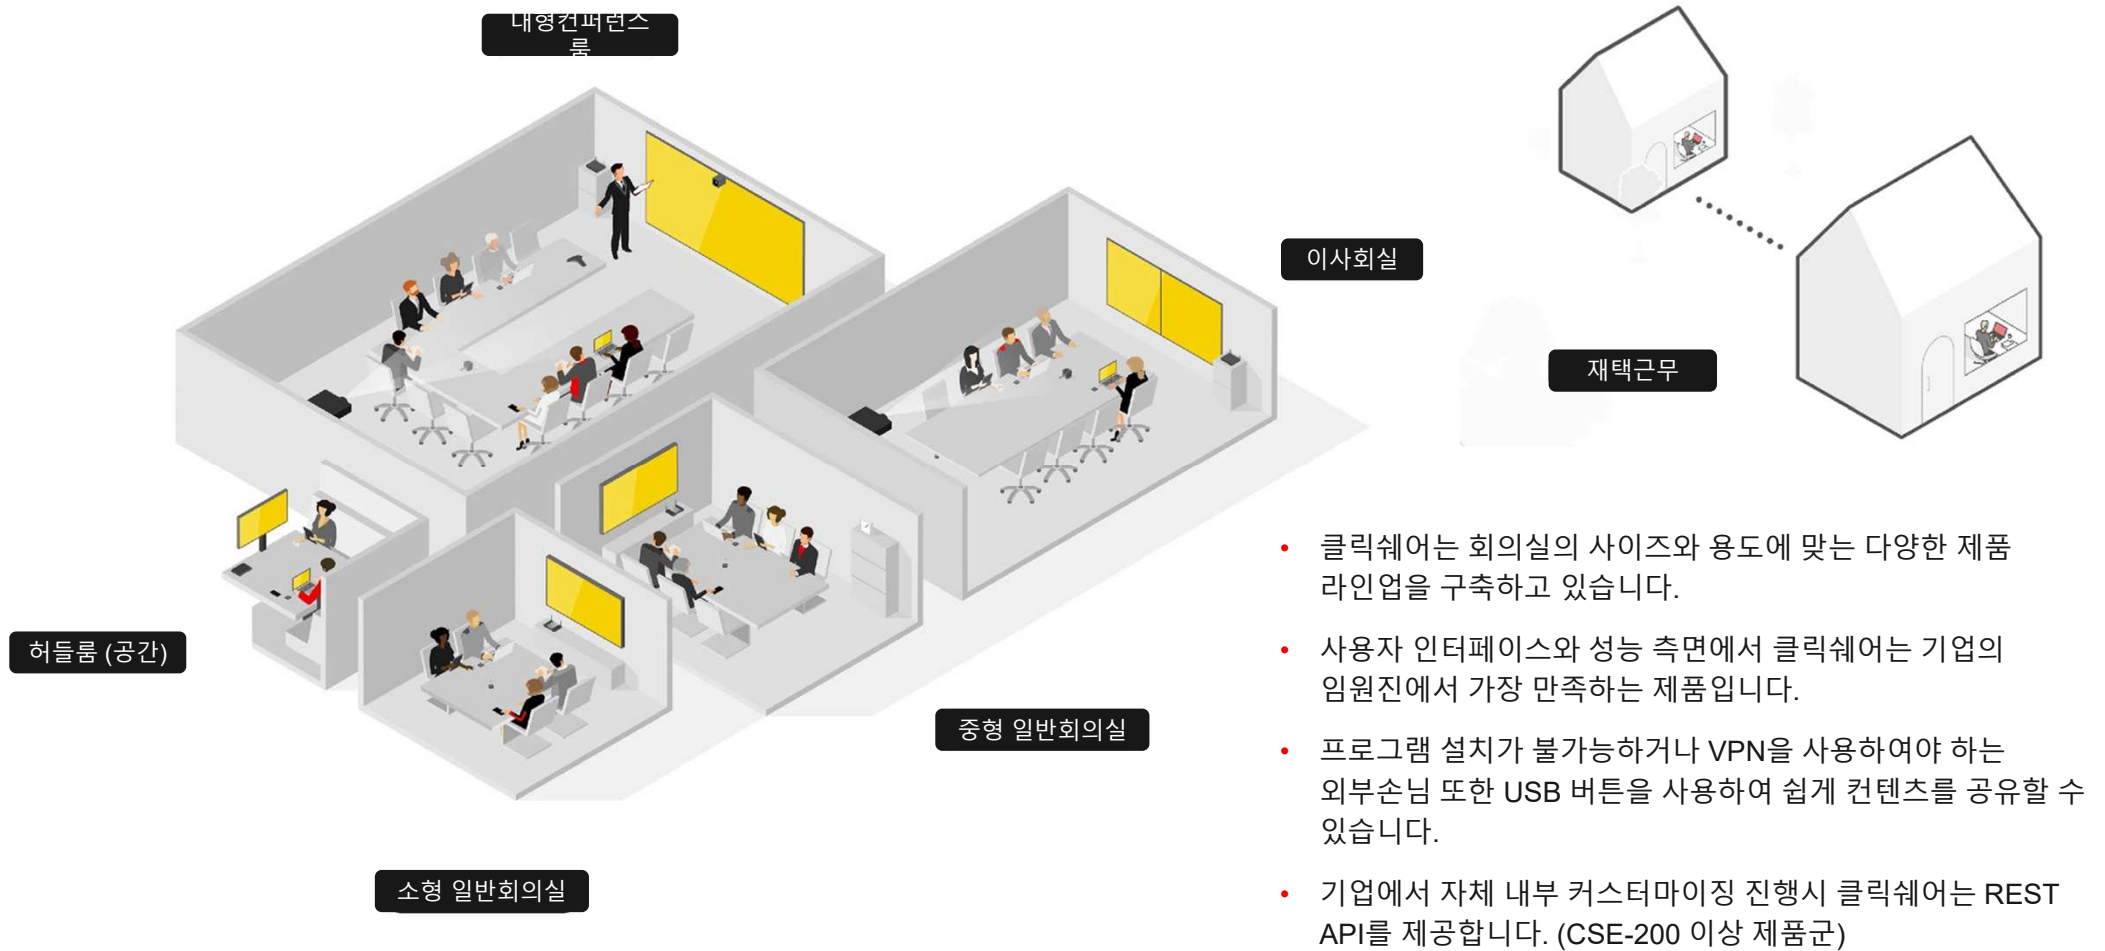 대형컨퍼런스
룸
이사회실
재택근무
허들룸 (공간)
중형 일반회의실
소형 일반회의실
• 클릭쉐어는 회의실의 사이즈와 용도에 맞는 다양한 제품
라인업을 구축하고 있습니다.
• 사용자 인터페이스와 성능 측면에서 클릭쉐어는 기업의
임원진에서 가장 만족하는 제품입니다.
• 프로그램 설치가 불가능하거나 VPN을 사용하여야 하는
외부손님 또한 USB 버튼을 사용하여 쉽게 컨텐츠를 공유할 수
있습니다.
• 기업에서 자체 내부 커스터마이징 진행시 클릭쉐어는 REST
API를 제공합니다. (CSE-200 이상 제품군)